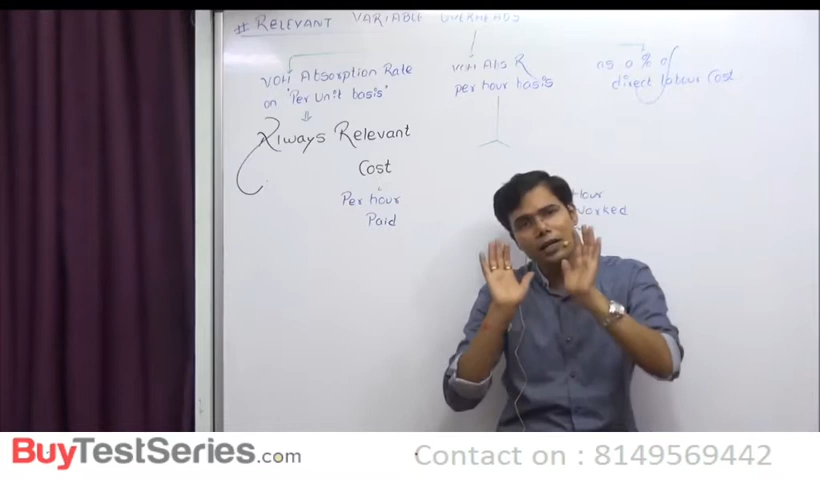 # RELEVANT VARIABLE OVERHEADS
VOH Absorption Rate
on 'Per Unit basis'
Always Relevant
Cost
Per hour
Paid
VOH Abs R
per hour basis
Hour
worked
as a % of
direct labour Cost
BuyTestSeries.com
Contact on : 8149569442